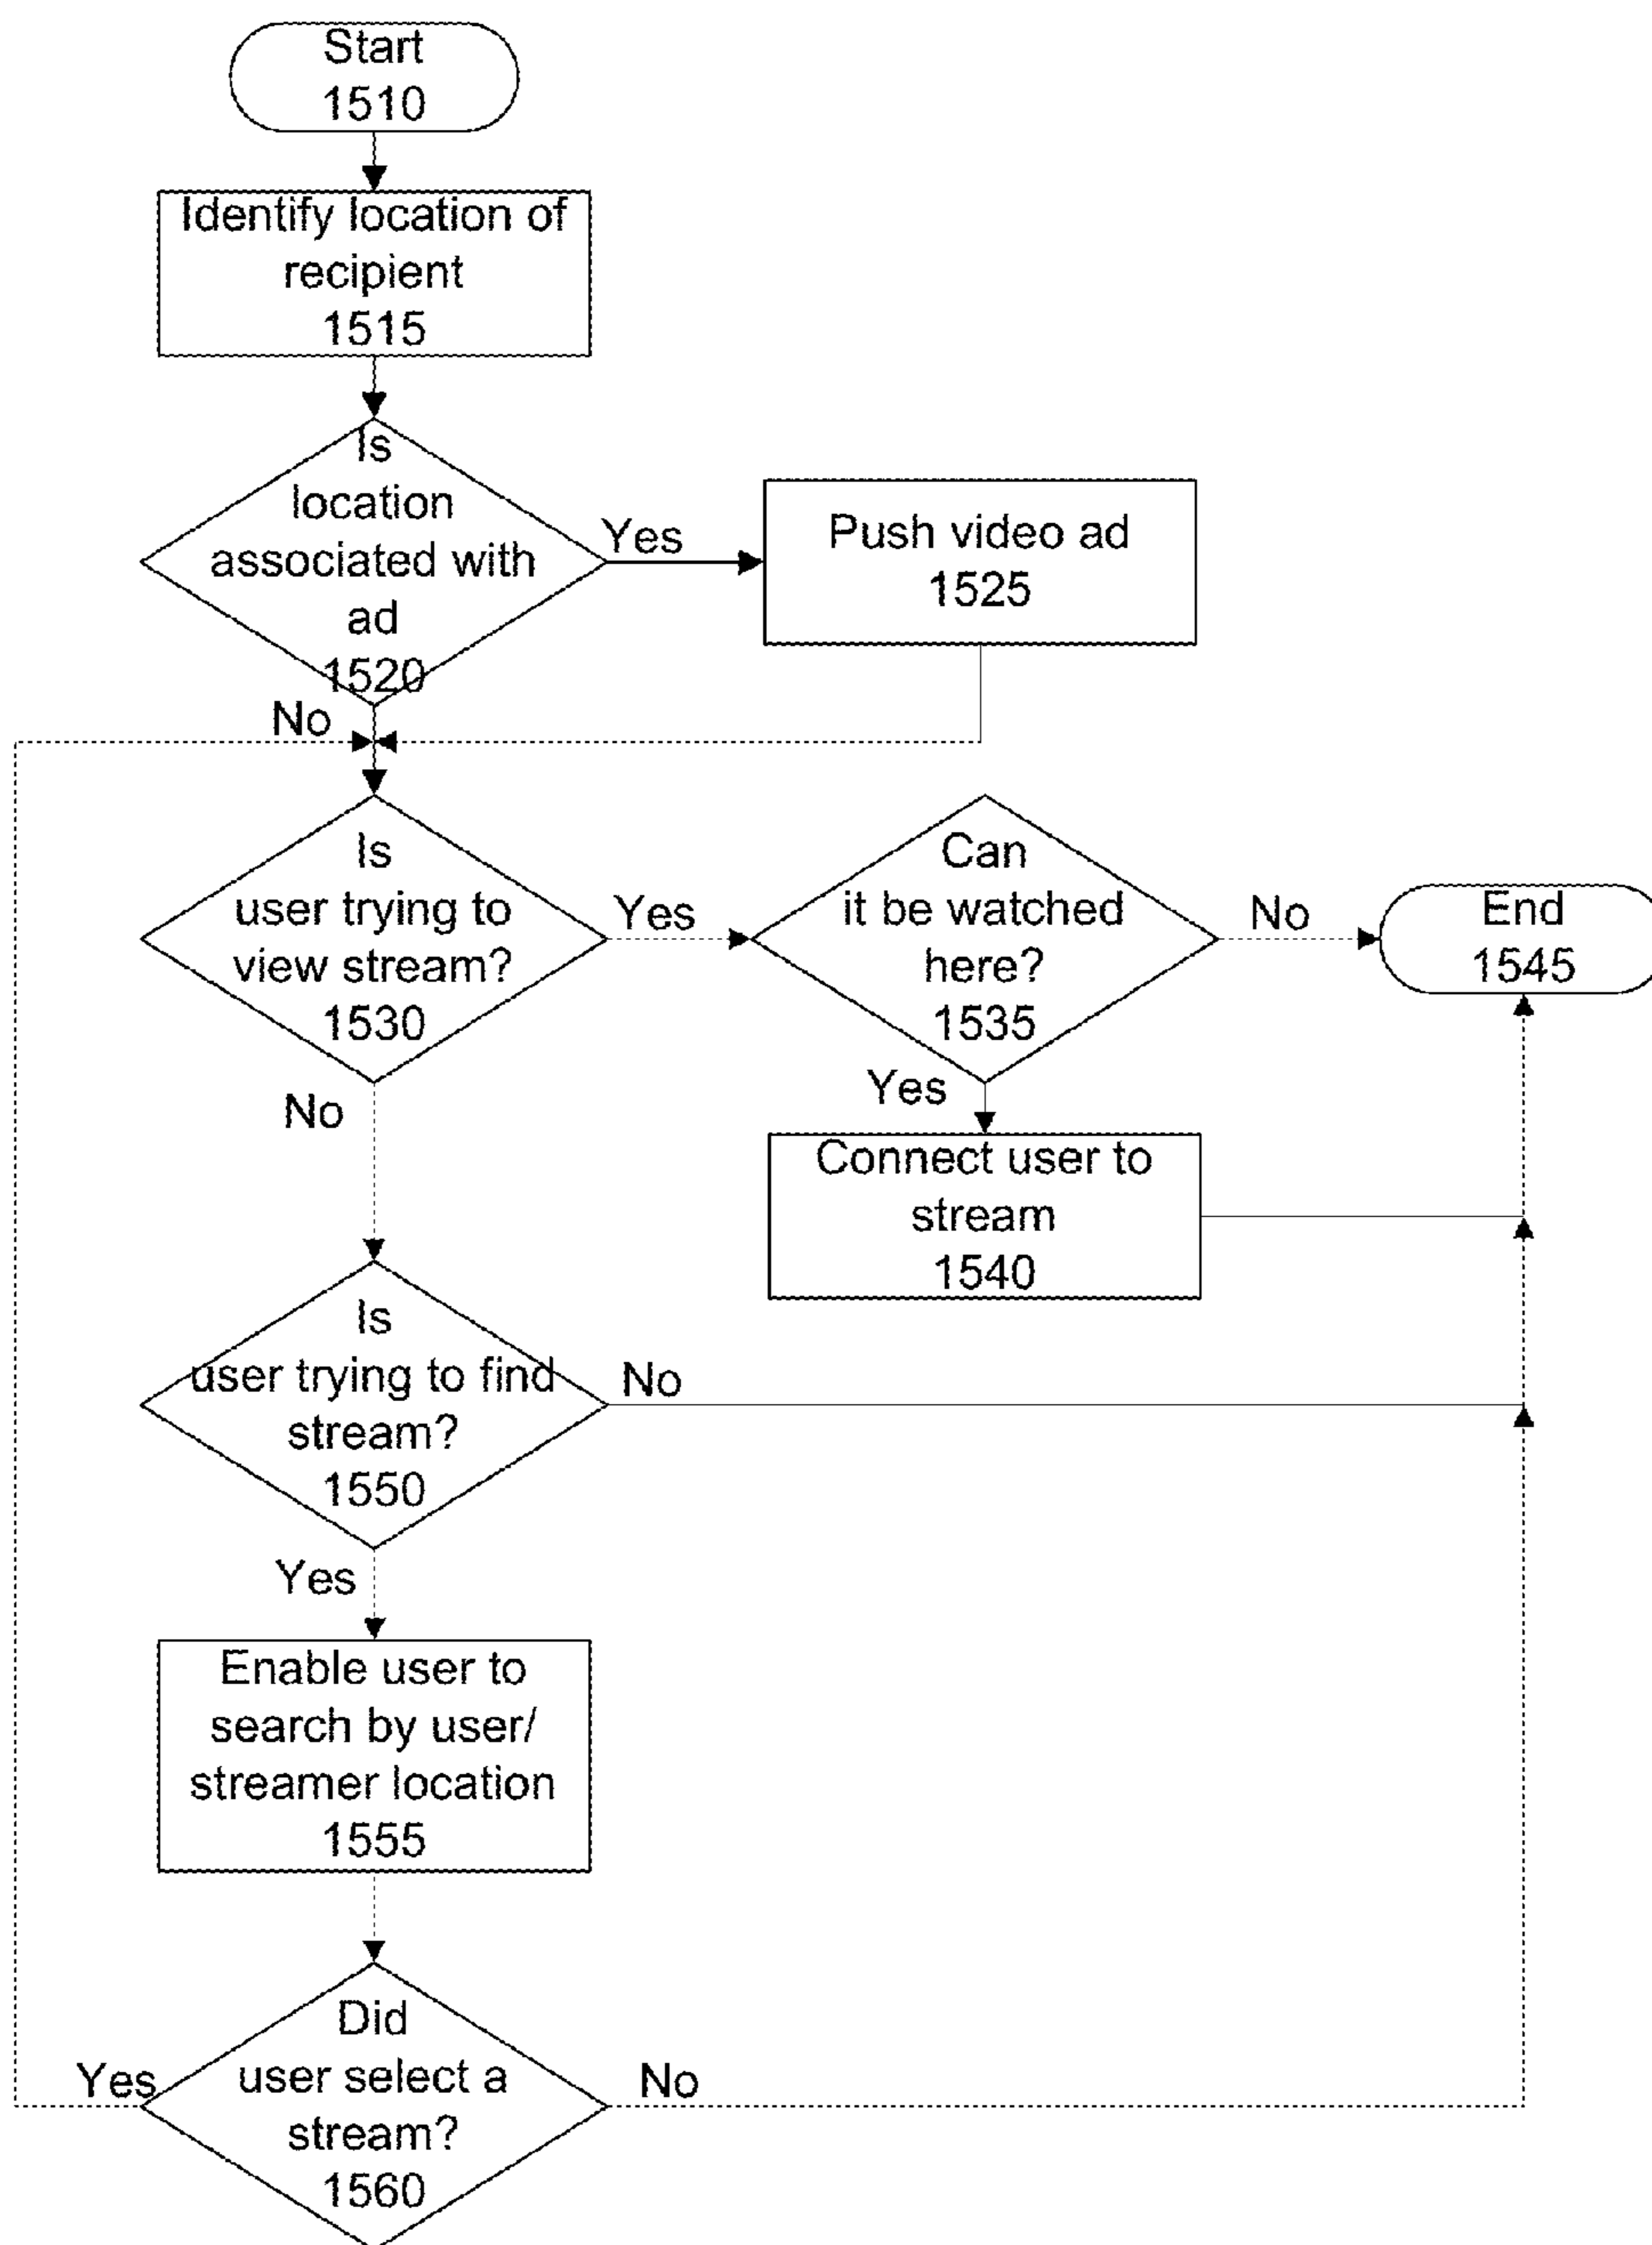 Start
1510
Identify location of
recipient
1515
Is
location
associated with
ad
1520
Yes
Push video ad
1525
No
Is
user trying to
view stream?
1530
Yes
Can
it be watched
here?
1535
No
End
1545
No
Yes
Connect user to
stream
1540
Is
user trying to find
stream?
1550
No
Yes
Enable user to
search by user/
streamer location
1555
Did
user select a
stream?
1560
Yes
No